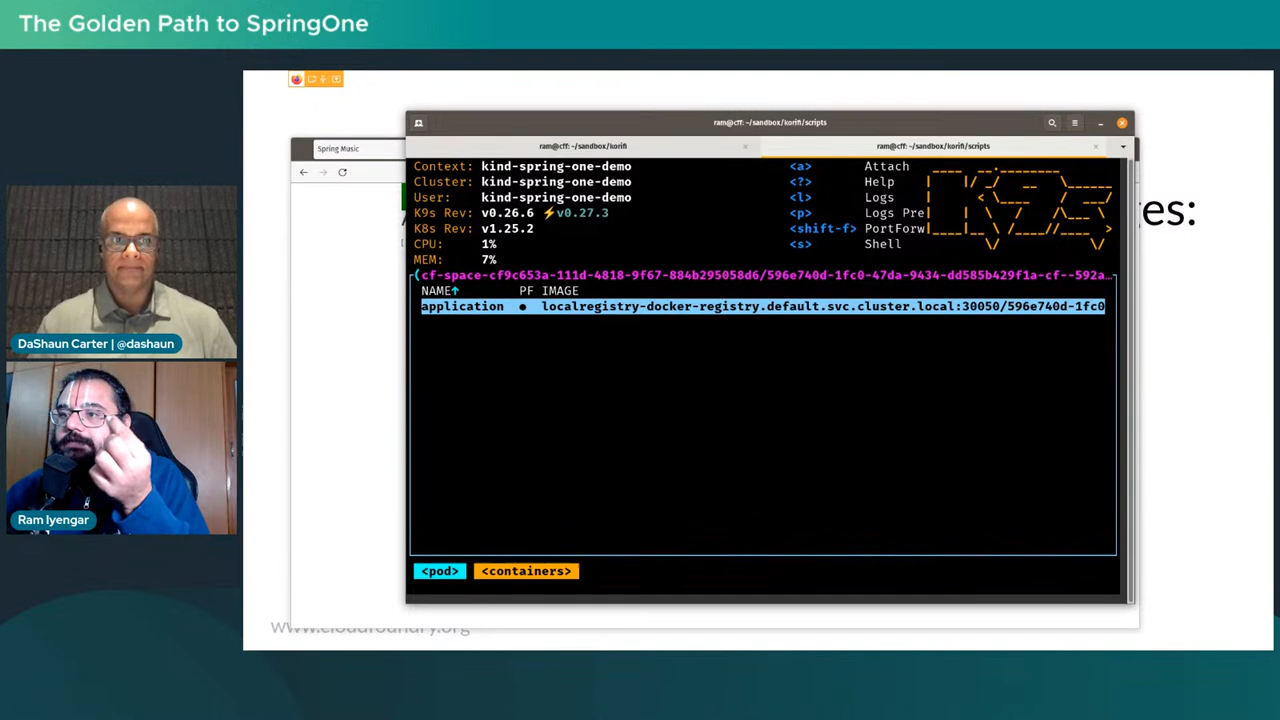 The Golden Path to SpringOne
ram@cff: ~/sandbox/korifi/scripts
Spring Music
ram@cff: ~/sandbox/korifi
ram@cff: ~/sandbox/korifi/scripts
Context: kind-spring-one-demo <a> Attach
Cluster: kind-spring-one-demo <?> Help
User: kind-spring-one-demo <l> Logs
K9s Rev: v0.26.6 ⚡v0.27.3 <p> Logs Pre
K8s Rev: v1.25.2 <shift-f> PortForw
CPU: 1% <s> Shell
MEM: 7%
ges:
(cf-space-cf9c653a-111d-4818-9f67-884b295058d6/596e740d-1fc0-47da-9434-dd585b429f1a-cf--592a…
NAME↑ PF IMAGE
application ● localregistry-docker-registry.default.svc.cluster.local:30050/596e740d-1fc0
DaShaun Carter | @dashaun
Ram Iyengar
<pod> <containers>
www.cloudfoundry.org